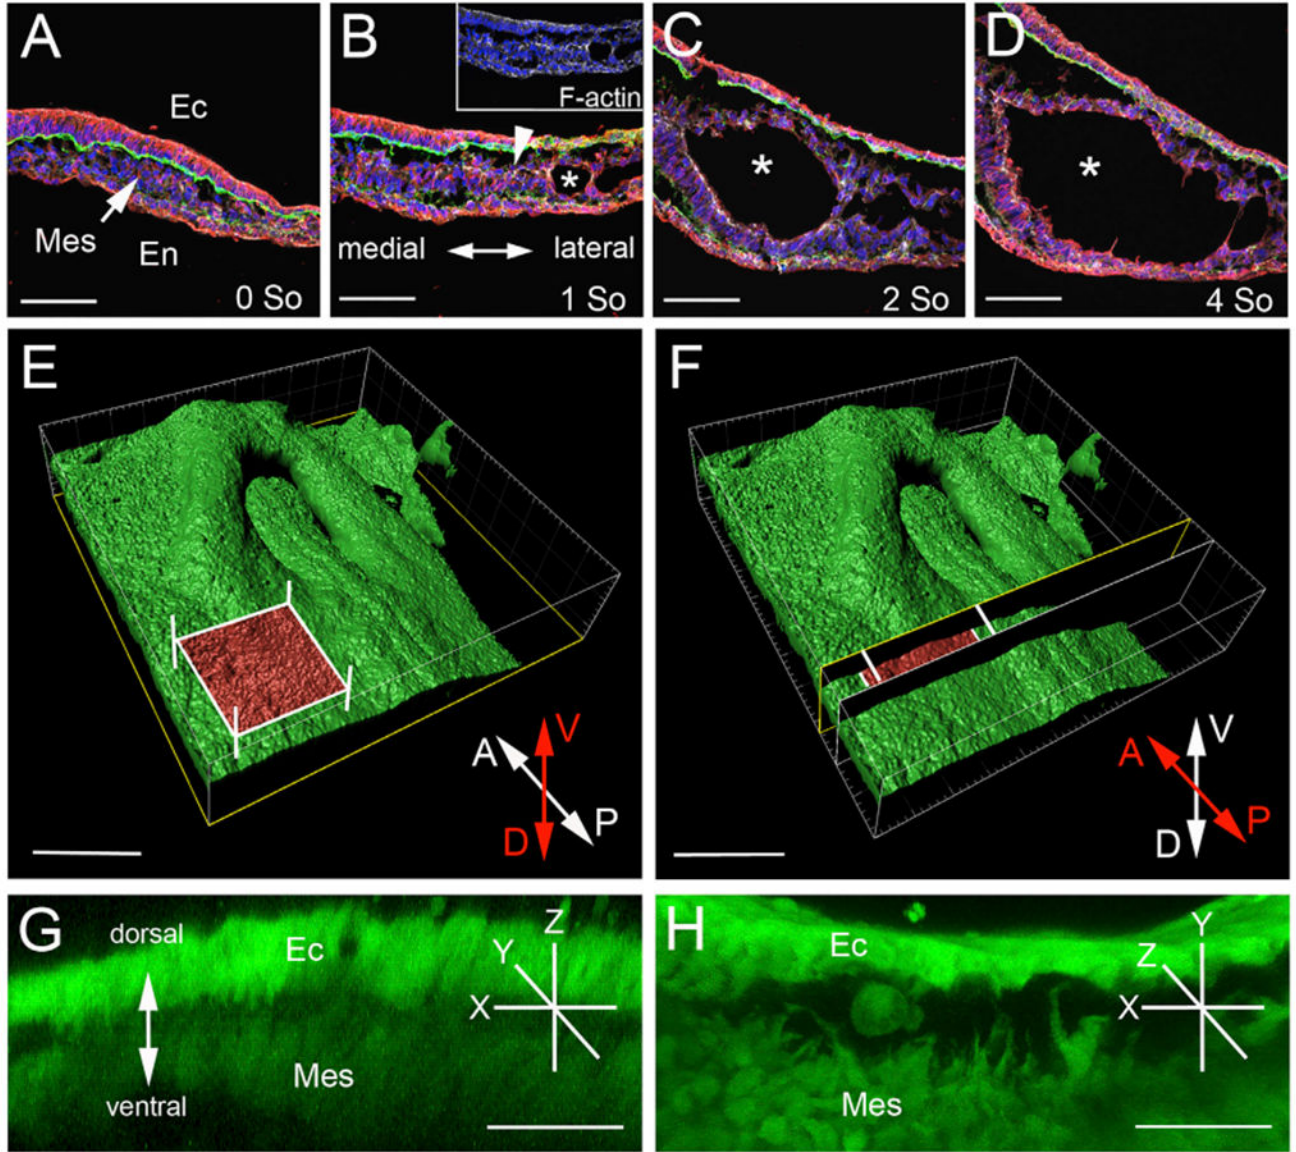 A
Ec
Mes
En
0 So
B
F-actin
*
medial
lateral
1 So
C
*
2 So
D
*
4 So
E
V
A
P
D
F
V
A
P
D
G
dorsal
Ec
Z
Y
X
Mes
ventral
H
Ec
Y
Z
X
Mes